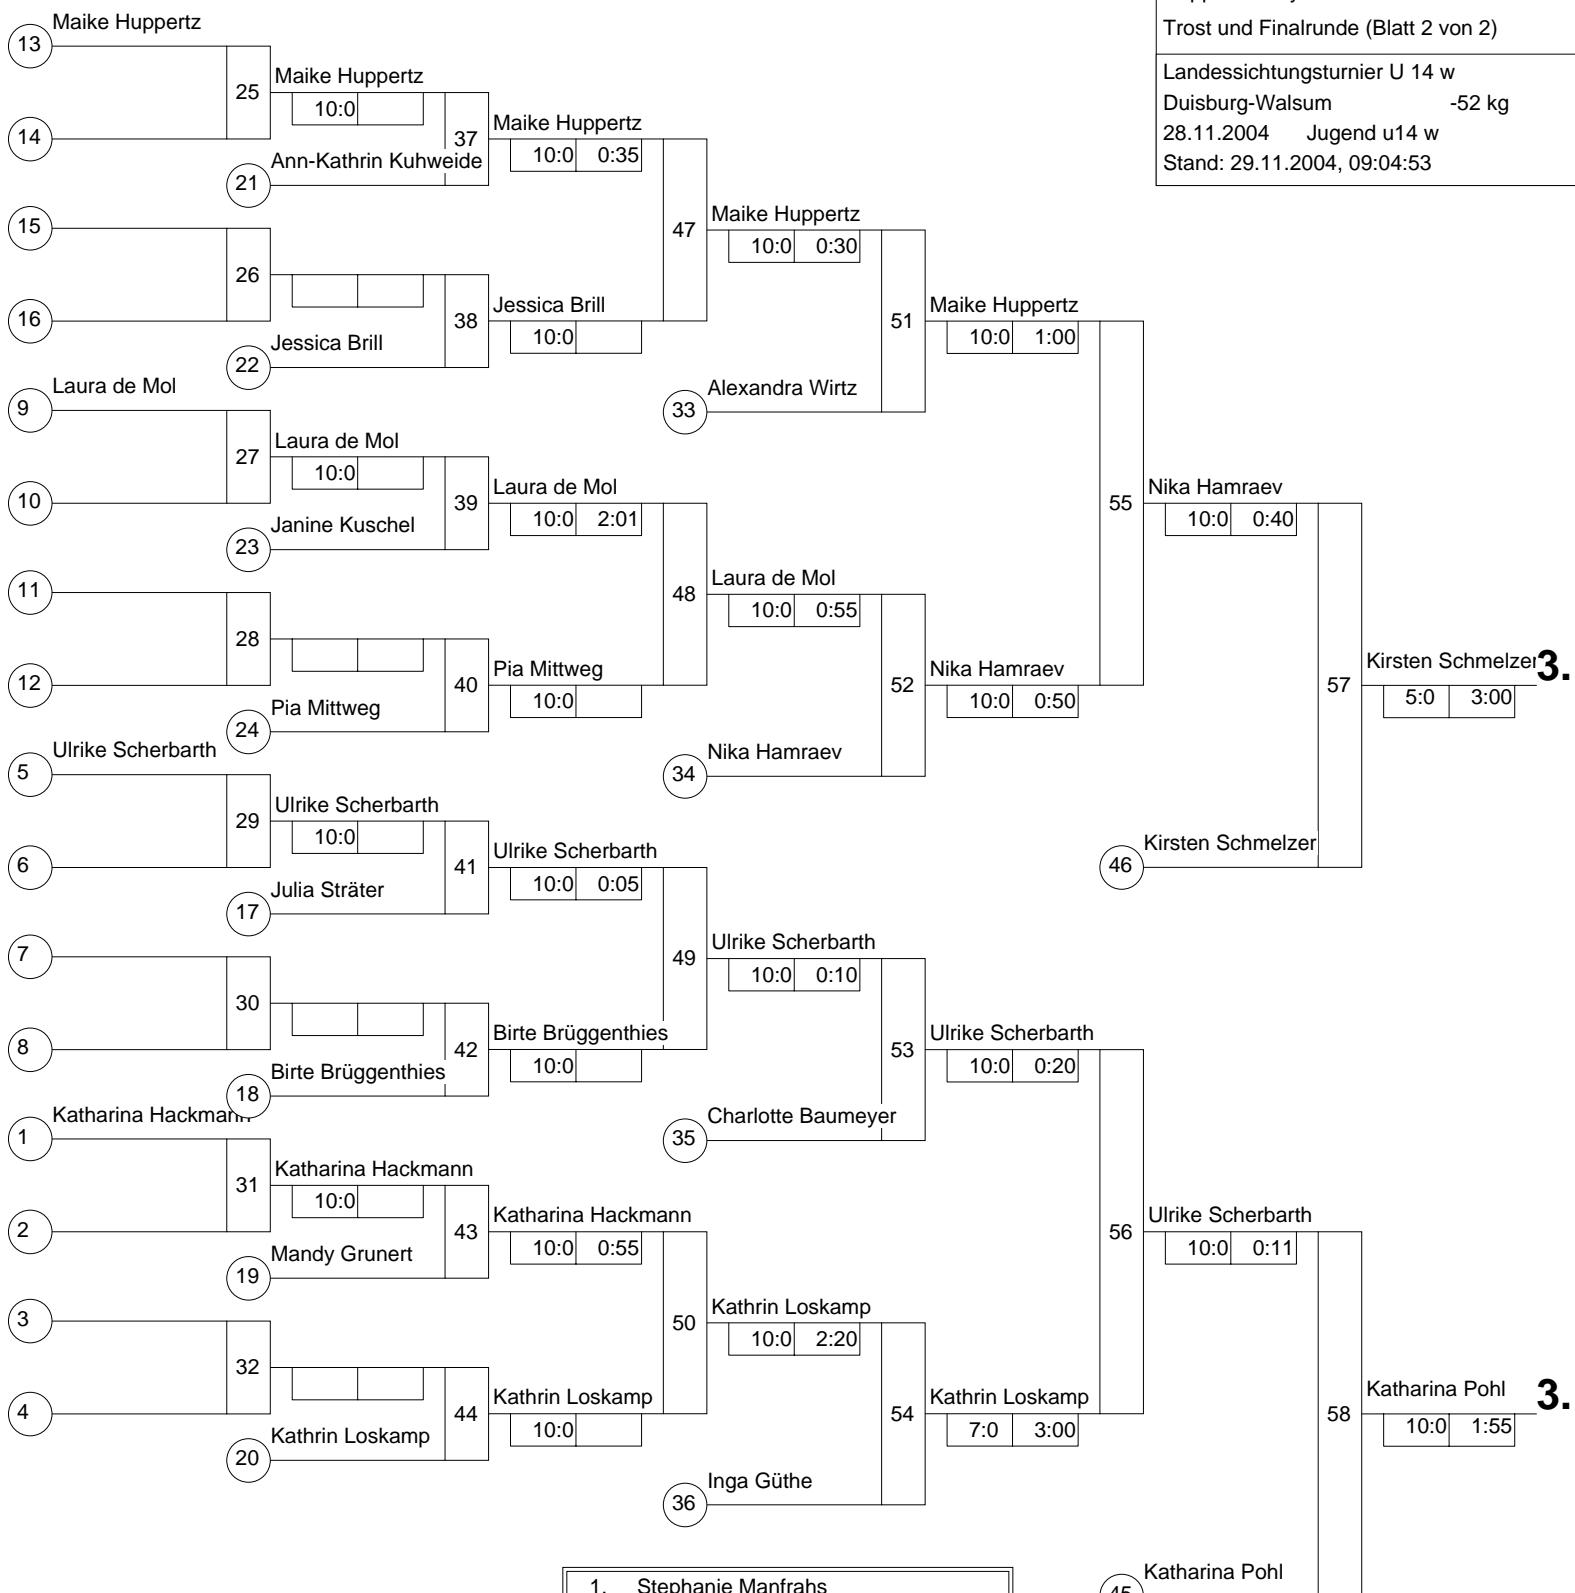 Trost und Finalrunde (Blatt 2 von 2)
Landessichtungsturnier U 14 w
Duisburg-Walsum -52 kg
28.11.2004 Jugend u14 w
Stand: 29.11.2004, 09:04:53
13 Maike Huppertz
14
25 Maike Huppertz
10:0
21 Ann-Kathrin Kuhweide
37 Maike Huppertz
10:0 0:35
15
16
26
22 Jessica Brill
38 Jessica Brill
10:0
47 Maike Huppertz
10:0 0:30
33 Alexandra Wirtz
51 Maike Huppertz
10:0 1:00
9 Laura de Mol
10
27 Laura de Mol
10:0
23 Janine Kuschel
39 Laura de Mol
10:0 2:01
11
12
28
24 Pia Mittweg
40 Pia Mittweg
10:0
48 Laura de Mol
10:0 0:55
34 Nika Hamraev
52 Nika Hamraev
10:0 0:50
55 Nika Hamraev
10:0 0:40
46 Kirsten Schmelzer
57 Kirsten Schmelzer 3.
5:0 3:00
5 Ulrike Scherbarth
6
29 Ulrike Scherbarth
10:0
17 Julia Sträter
41 Ulrike Scherbarth
10:0 0:05
7
8
30
18 Birte Brüggenthies
42 Birte Brüggenthies
10:0
49 Ulrike Scherbarth
10:0 0:10
35 Charlotte Baumeyer
53 Ulrike Scherbarth
10:0 0:20
1 Katharina Hackmann
2
31 Katharina Hackmann
10:0
19 Mandy Grunert
43 Katharina Hackmann
10:0 0:55
3
4
32
20 Kathrin Loskamp
44 Kathrin Loskamp
10:0
50 Kathrin Loskamp
10:0 2:20
36 Inga Güthe
54 Kathrin Loskamp
7:0 3:00
56 Ulrike Scherbarth
10:0 0:11
45 Katharina Pohl
58 Katharina Pohl 3.
10:0 1:55
1. Stephanie Manfrahs